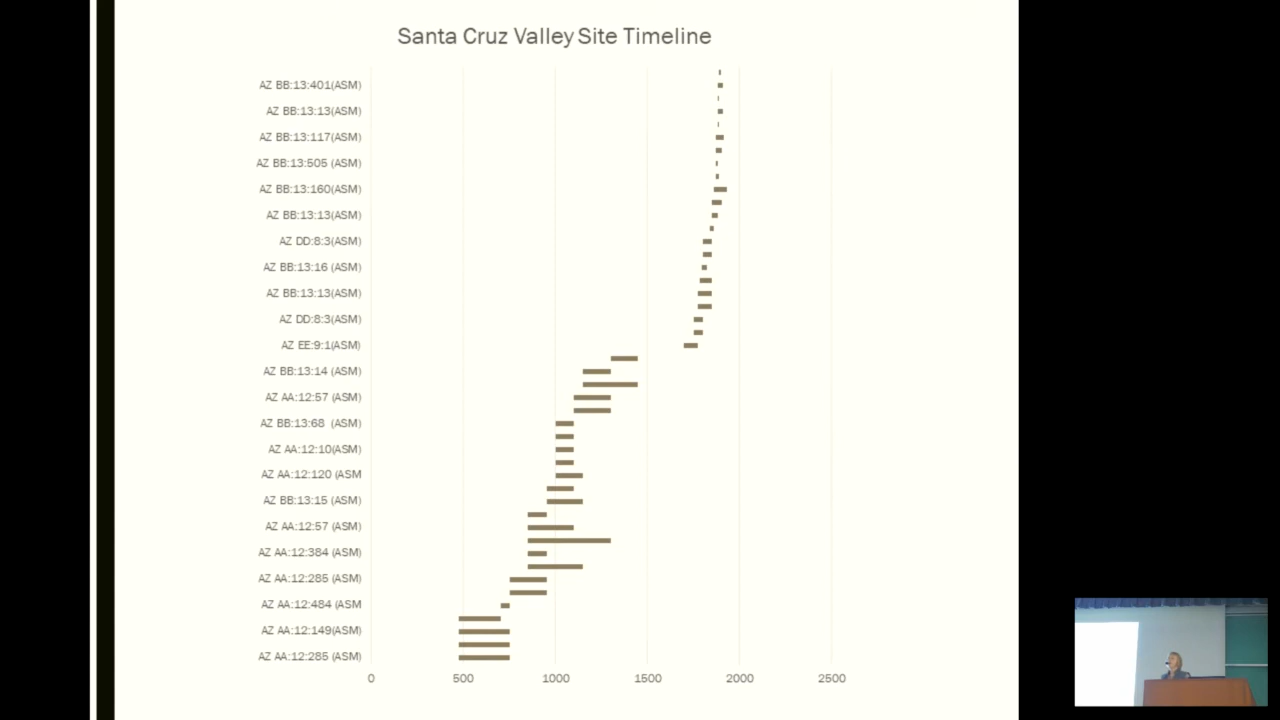 Santa Cruz Valley Site Timeline
AZ BB:13:401(ASM)
AZ BB:13:13(ASM)
AZ BB:13:117(ASM)
AZ BB:13:505 (ASM)
AZ BB:13:160(ASM)
AZ BB:13:13(ASM)
AZ DD:8:3(ASM)
AZ BB:13:16 (ASM)
AZ BB:13:13(ASM)
AZ DD:8:3(ASM)
AZ EE:9:1(ASM)
AZ BB:13:14 (ASM)
AZ AA:12:57 (ASM)
AZ BB:13:68 (ASM)
AZ AA:12:10(ASM)
AZ AA:12:120 (ASM
AZ BB:13:15 (ASM)
AZ AA:12:57 (ASM)
AZ AA:12:384 (ASM)
AZ AA:12:285 (ASM)
AZ AA:12:484 (ASM
AZ AA:12:149(ASM)
AZ AA:12:285 (ASM)
0 500 1000 1500 2000 2500